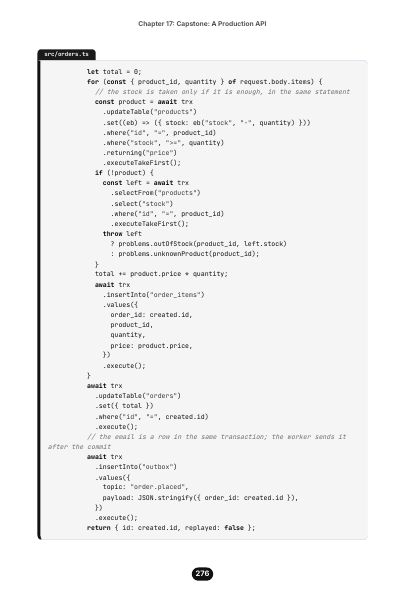 Chapter 17: Capstone: A Production API
src/orders.ts
let total = 0;
for (const { product_id, quantity } of request.body.items) {
// the stock is taken only if it is enough, in the same statement
const product = await trx
.updateTable("products")
.set((eb) => ({ stock: eb("stock", "-", quantity) }))
.where("id", "=", product_id)
.where("stock", ">=", quantity)
.returning("price")
.executeTakeFirst();
if (!product) {
const left = await trx
.selectFrom("products")
.select("stock")
.where("id", "=", product_id)
.executeTakeFirst();
throw left
? problems.outOfStock(product_id, left.stock)
: problems.unknownProduct(product_id);
}
total += product.price * quantity;
await trx
.insertInto("order_items")
.values({
order_id: created.id,
product_id,
quantity,
price: product.price,
})
.execute();
}
await trx
.updateTable("orders")
.set({ total })
.where("id", "=", created.id)
.execute();
// the email is a row in the same transaction; the worker sends it
after the commit
await trx
.insertInto("outbox")
.values({
topic: "order.placed",
payload: JSON.stringify({ order_id: created.id }),
})
.execute();
return { id: created.id, replayed: false };
276